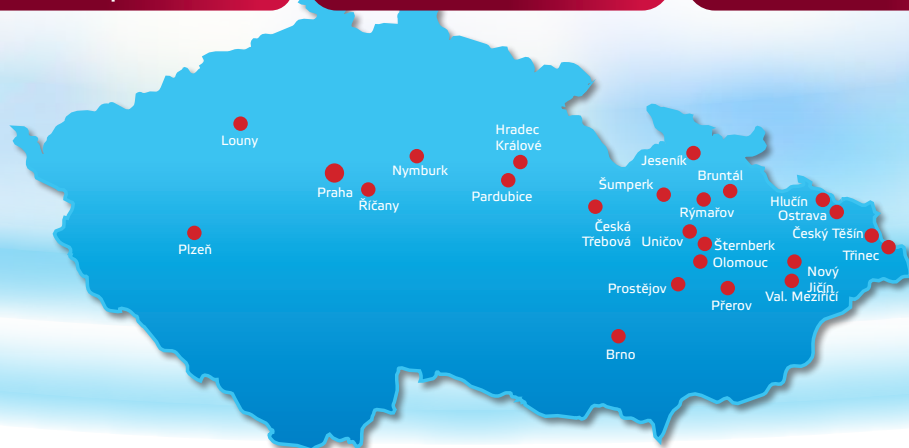 Louny
Hradec
Králové
Jeseník
Nymburk
Bruntál
Praha
Říčany
Pardubice
Šumperk
Rýmařov
Hlučín
Ostrava
Česká
Třebová
Uničov
Šternberk
Český Těšín
Plzeň
Třinec
Olomouc
Nový
Jičín
Prostějov
Val. Meziříčí
Přerov
Brno